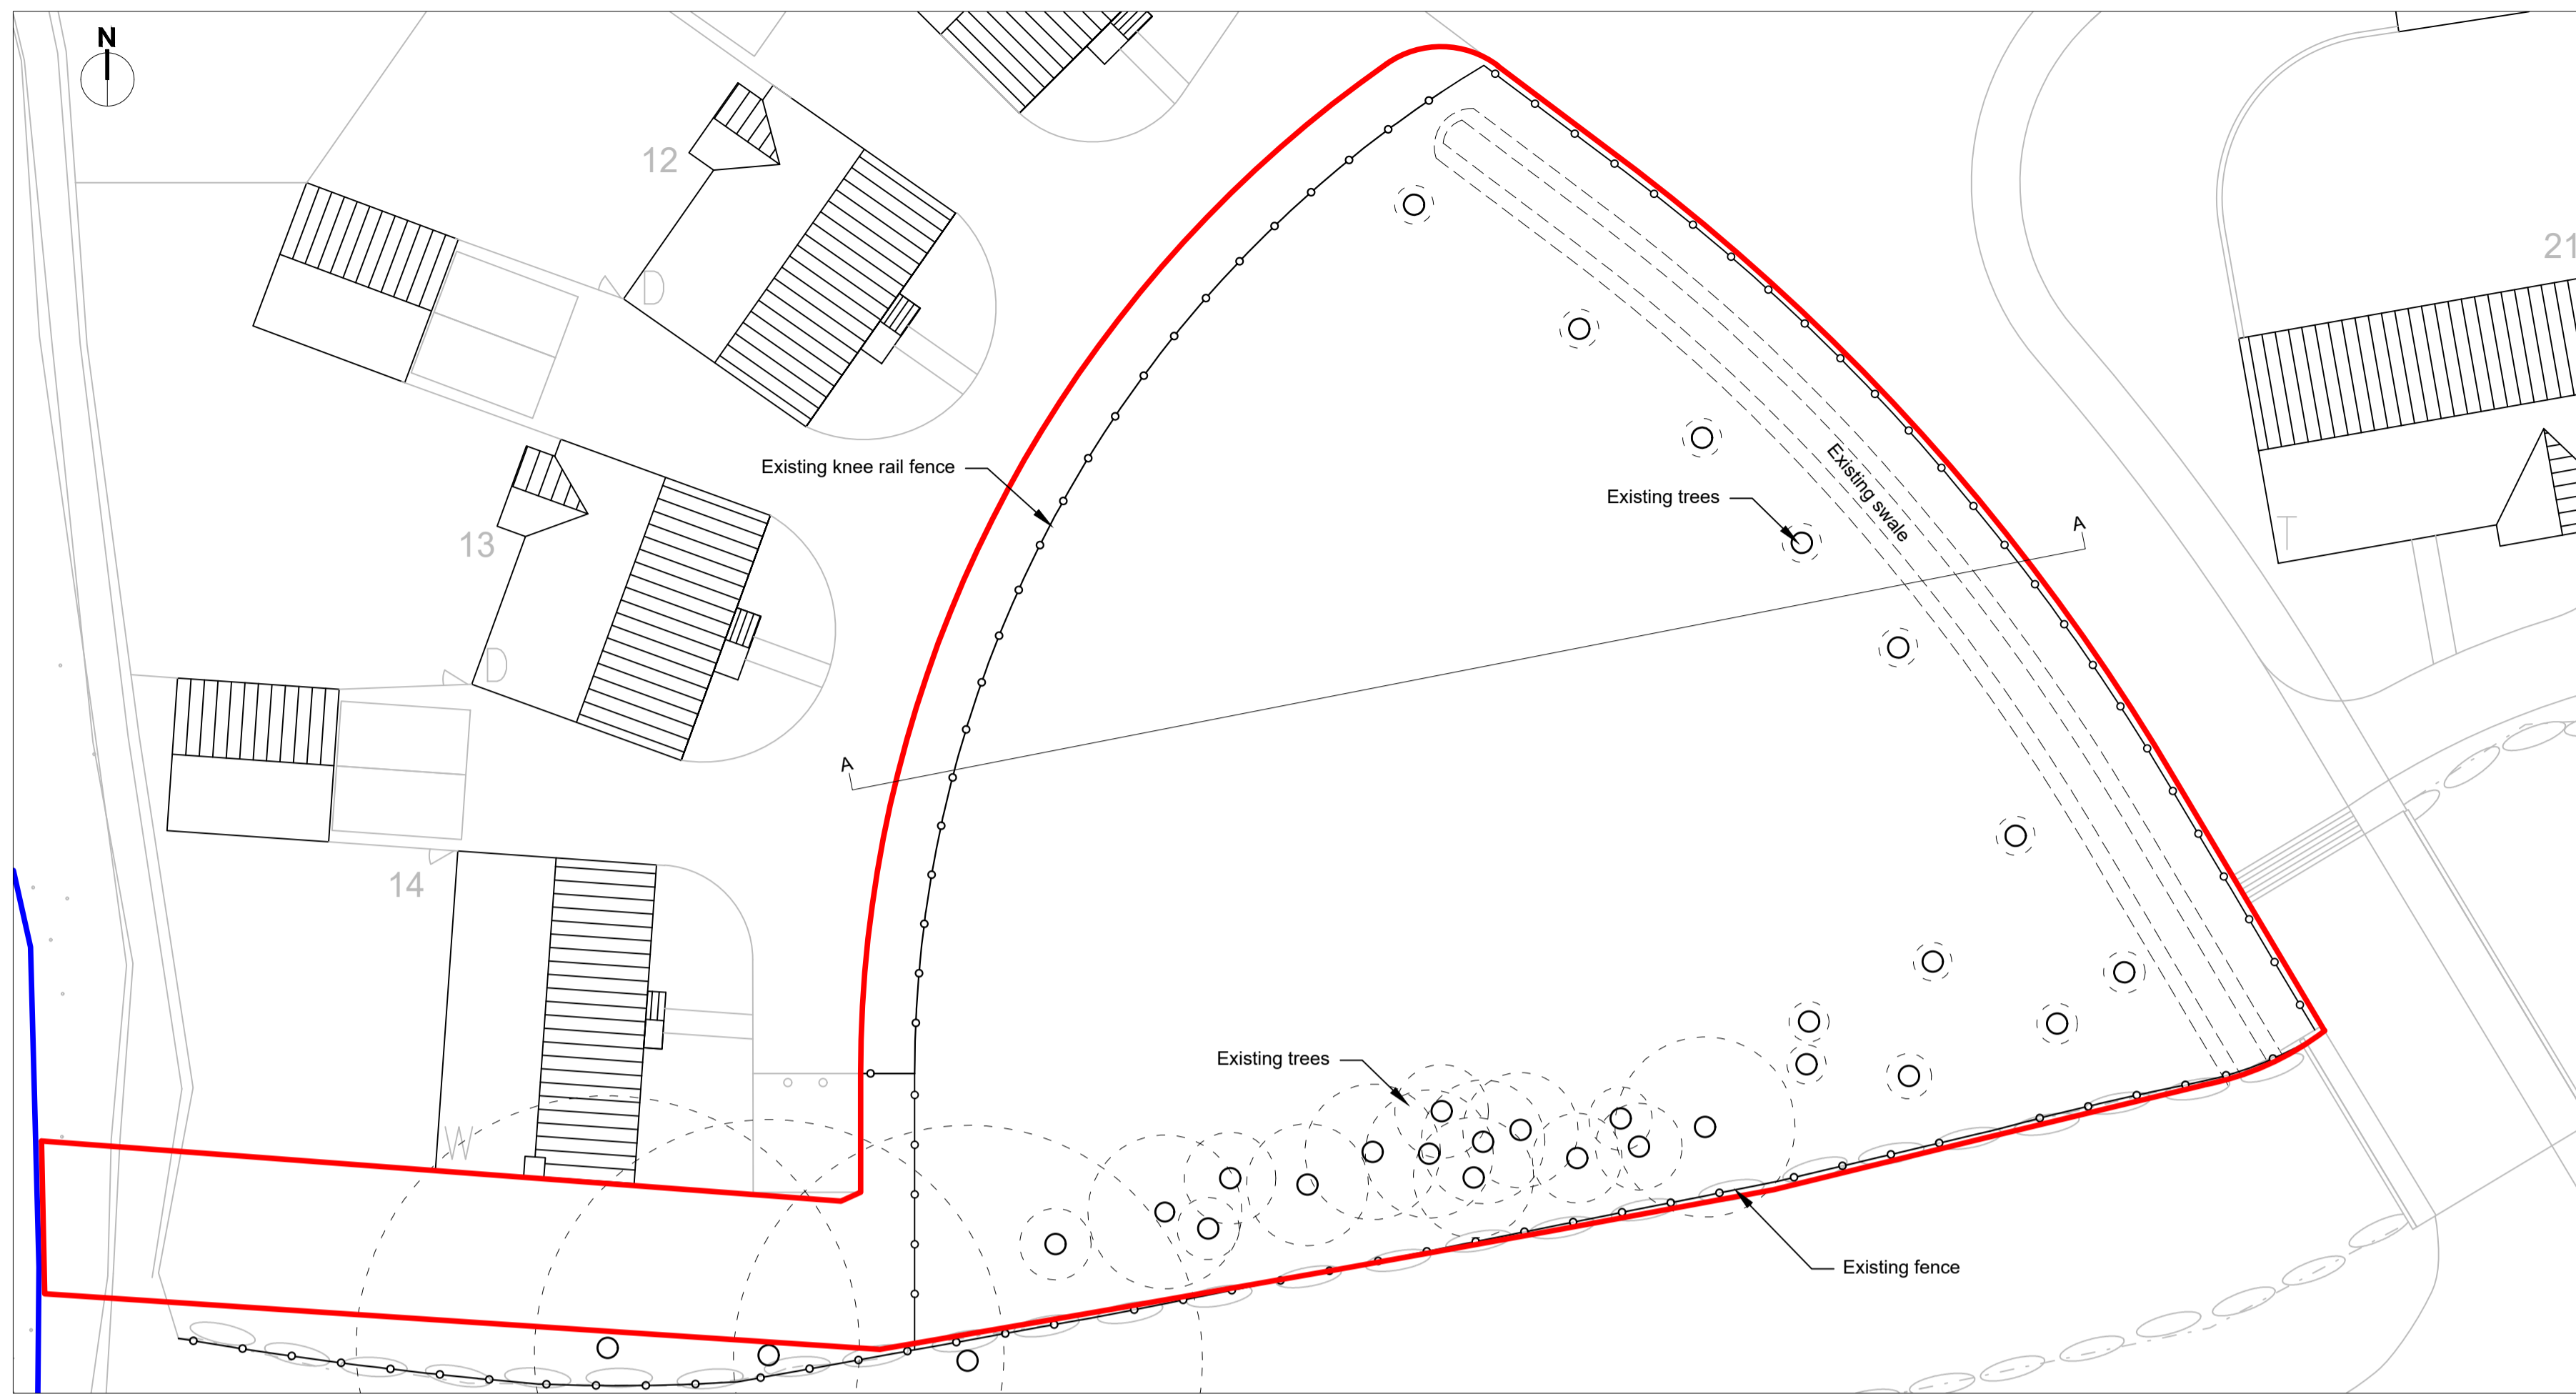 N
12
21
D
Existing knee rail fence
Existing trees
Existing swale
A
T
13
D
A
14
Existing trees
W
Existing fence